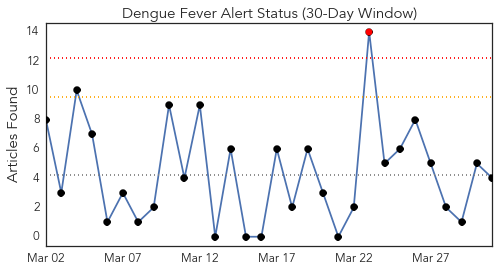 Dengue Fever Alert Status (30-Day Window)
Articles Found
14
12
10
8
6
4
2
0
Mar 02 Mar 07 Mar 12 Mar 17 Mar 22 Mar 27